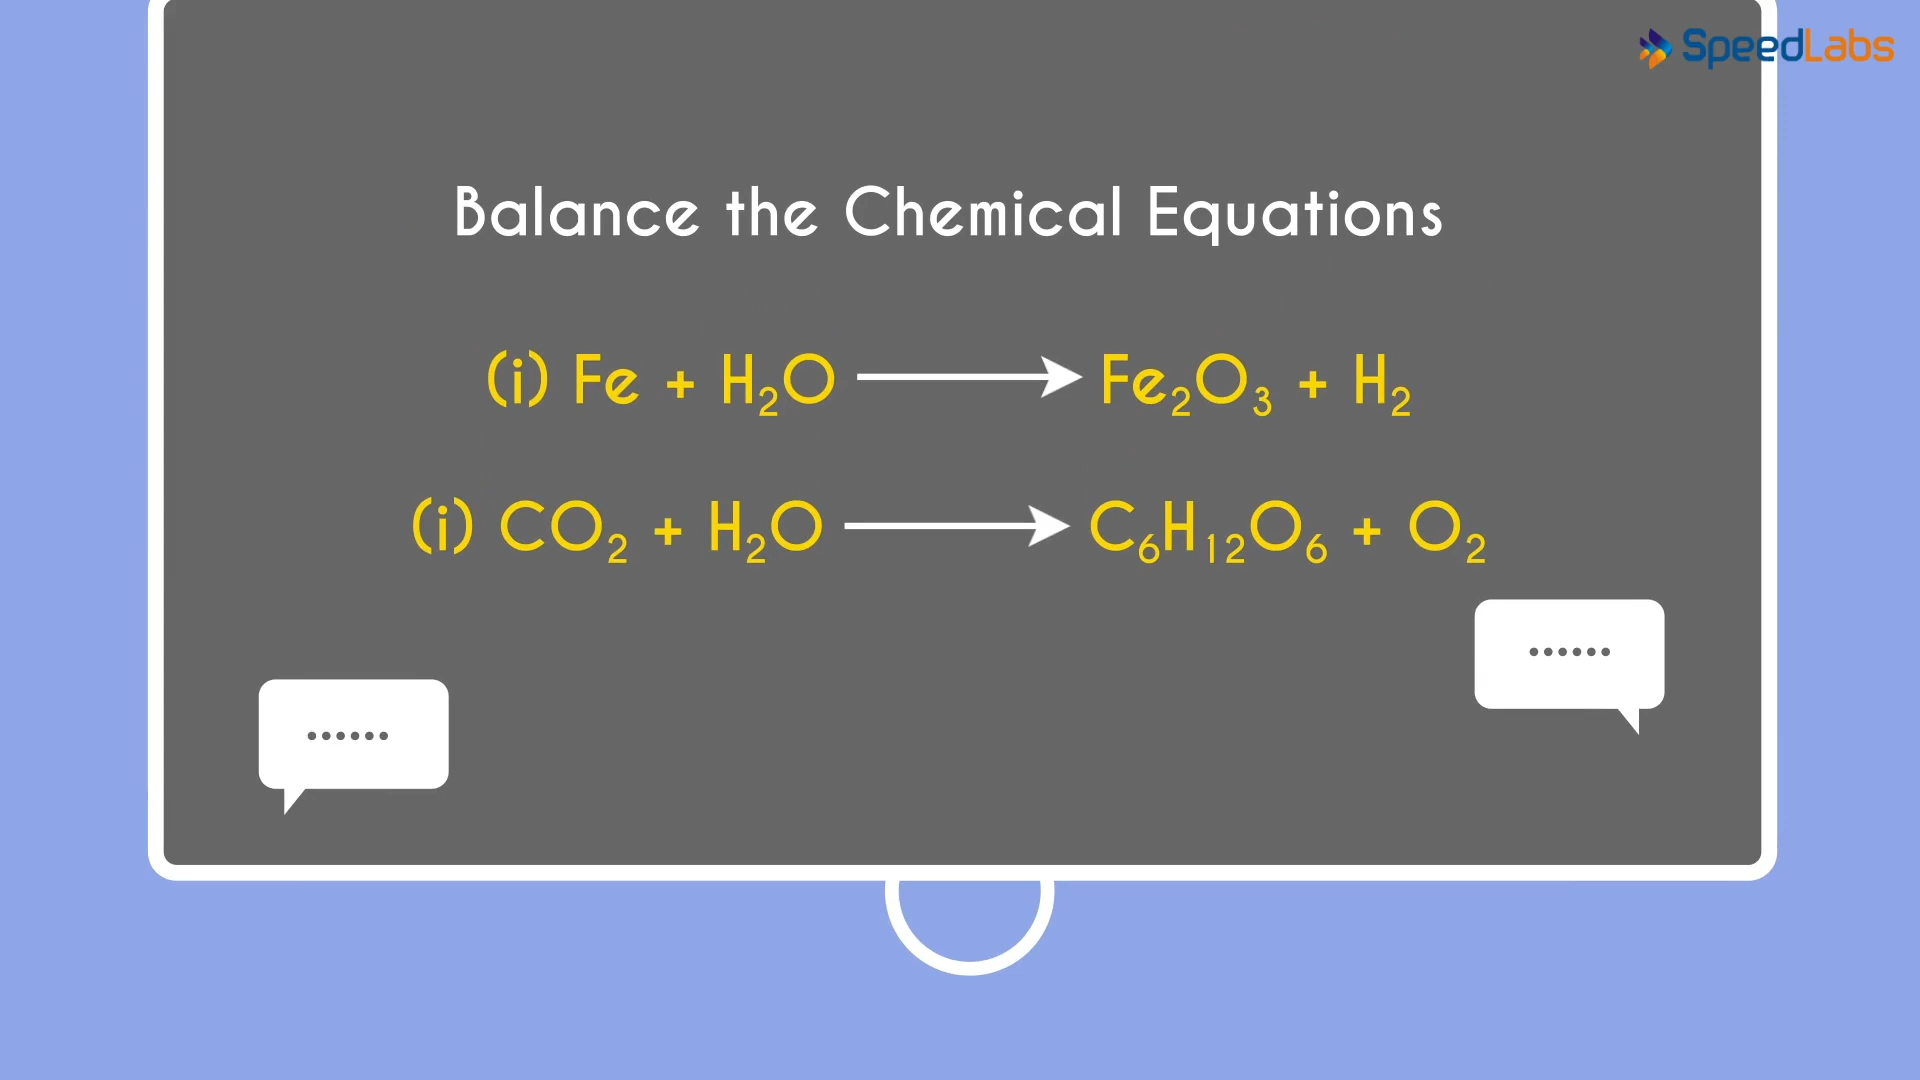 SpeedLabs
Balance the Chemical Equations
(i) Fe + H₂O ⟶ Fe₂O₃ + H₂
(i) CO₂ + H₂O ⟶ C₆H₁₂O₆ + O₂
......
......